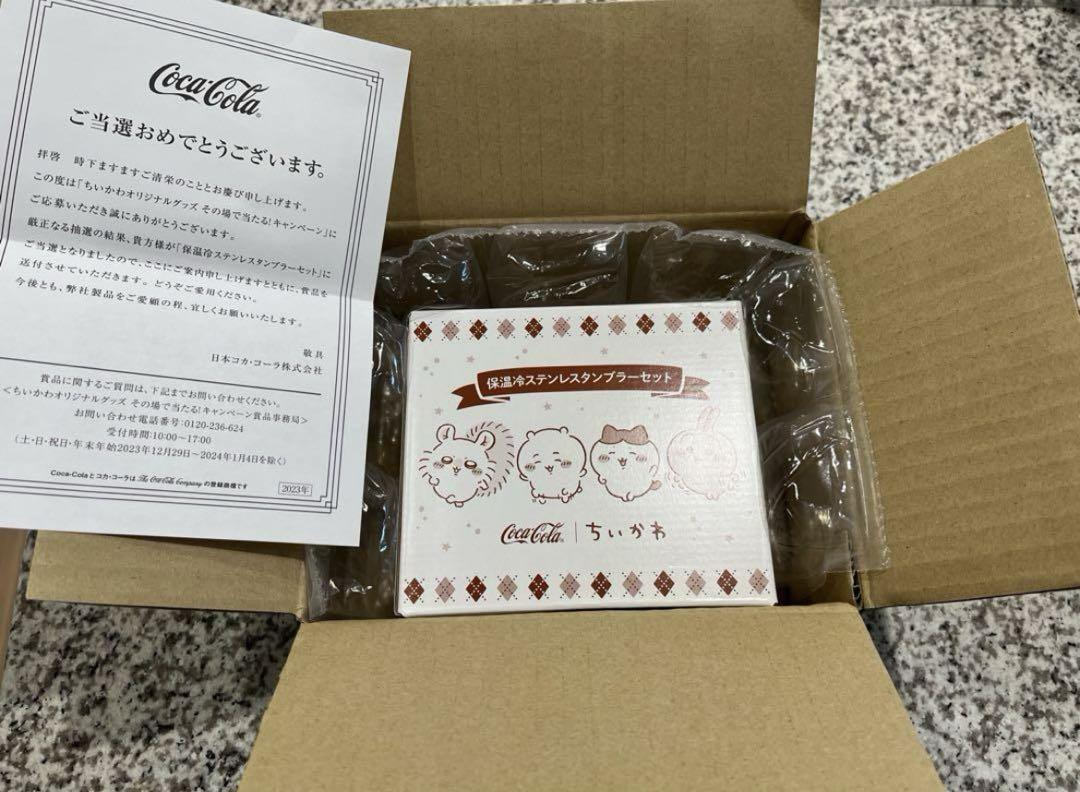 Coca-Cola
ご当選おめでとうございます。
拝啓　時下ますますご清栄のこととお慶び申し上げます。
この度は「ちいかわオリジナルグッズ その場で当たる!キャンペーン」に
ご応募いただき誠にありがとうございます。
厳正なる抽選の結果、貴方様が「保温冷ステンレスタンブラーセット」に
ご当選となりましたので、ここにご案内申し上げますとともに、賞品を
送付させていただきます。どうぞご愛用ください。
今後とも、弊社製品をご愛顧の程、宜しくお願いいたします。
敬具
日本コカ・コーラ株式会社
賞品に関するご質問は、下記までお問い合わせください。
<ちいかわオリジナルグッズ その場で当たる!キャンペーン賞品事務局>
お問い合わせ電話番号:0120-236-624
受付時間:10:00〜17:00
(土・日・祝日・年末年始2023年12月29日〜2024年1月4日を除く)
Coca-Colaとコカ・コーラは The Coca-Cola Company の登録商標です
2023年
保温冷ステンレスタンブラーセット
Coca-Cola | ちいかわ